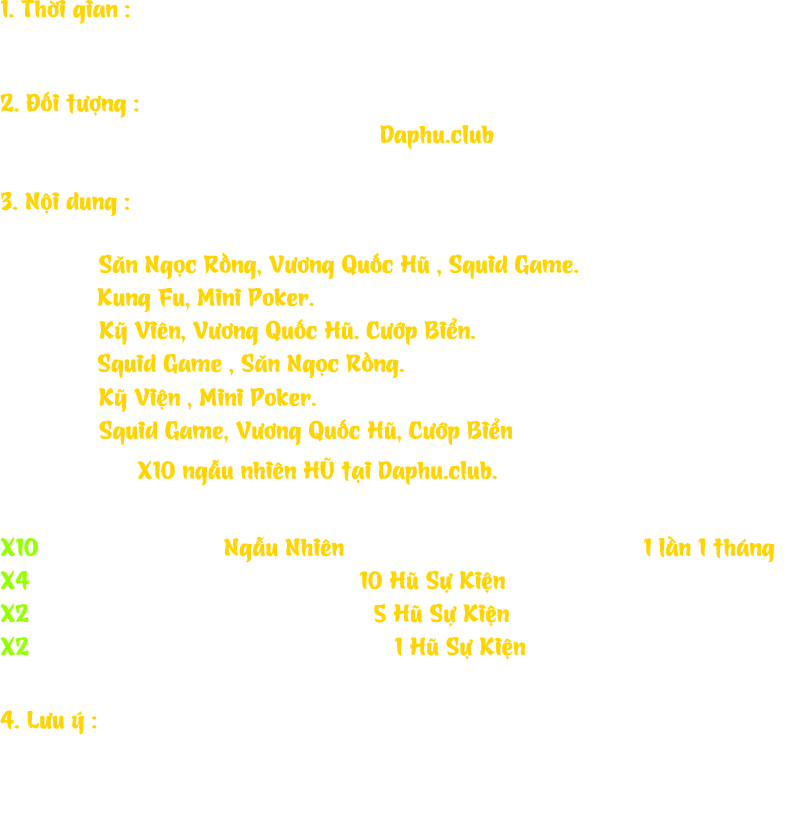 1. Thời gian :
2. Đối tượng :
Daphu.club
3. Nội dung :
Săn Ngọc Rồng, Vương Quốc Hũ , Squid Game.
Kung Fu, Mini Poker.
Kỹ Viên, Vương Quốc Hũ. Cướp Biển.
Squid Game , Săn Ngọc Rồng.
Kỹ Viện , Mini Poker.
Squid Game, Vương Quốc Hũ, Cướp Biển
X10 ngẫu nhiên HŨ tại Daphu.club.
X10 Ngẫu Nhiên 1 lần 1 tháng
X4 10 Hũ Sự Kiện
X2 5 Hũ Sự Kiện
X2 1 Hũ Sự Kiện
4. Lưu ý :